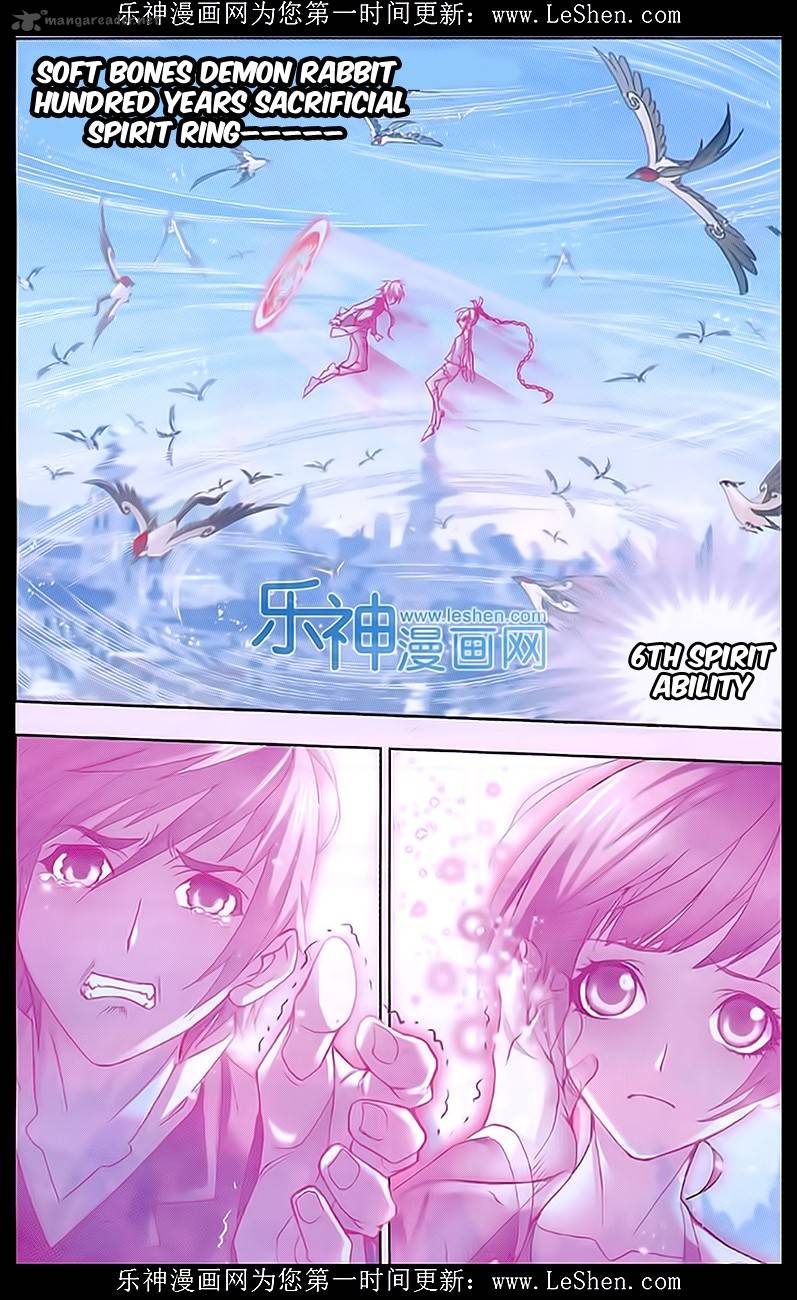 乐神漫画网为您第一时间更新: www.LeShen.com
mangareader.net
SOFT BONES DEMON RABBIT
HUNDRED YEARS SACRIFICIAL
SPIRIT RING-----
乐神漫画网
www.leshen.com
6TH SPIRIT
ABILITY
乐神漫画网为您第一时间更新: www.LeShen.com